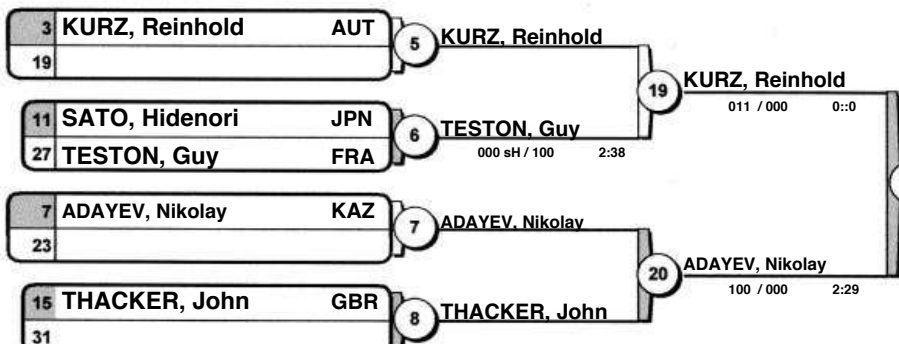 3 KURZ, Reinhold AUT
19
5
KURZ, Reinhold
11 SATO, Hidenori JPN
27 TESTON, Guy FRA
6
TESTON, Guy
000 sH / 100 2:38
19
KURZ, Reinhold
011 / 000 0::0
7 ADAYEV, Nikolay KAZ
23
7
ADAYEV, Nikolay
15 THACKER, John GBR
31
8
THACKER, John
20
ADAYEV, Nikolay
100 / 000 2:29